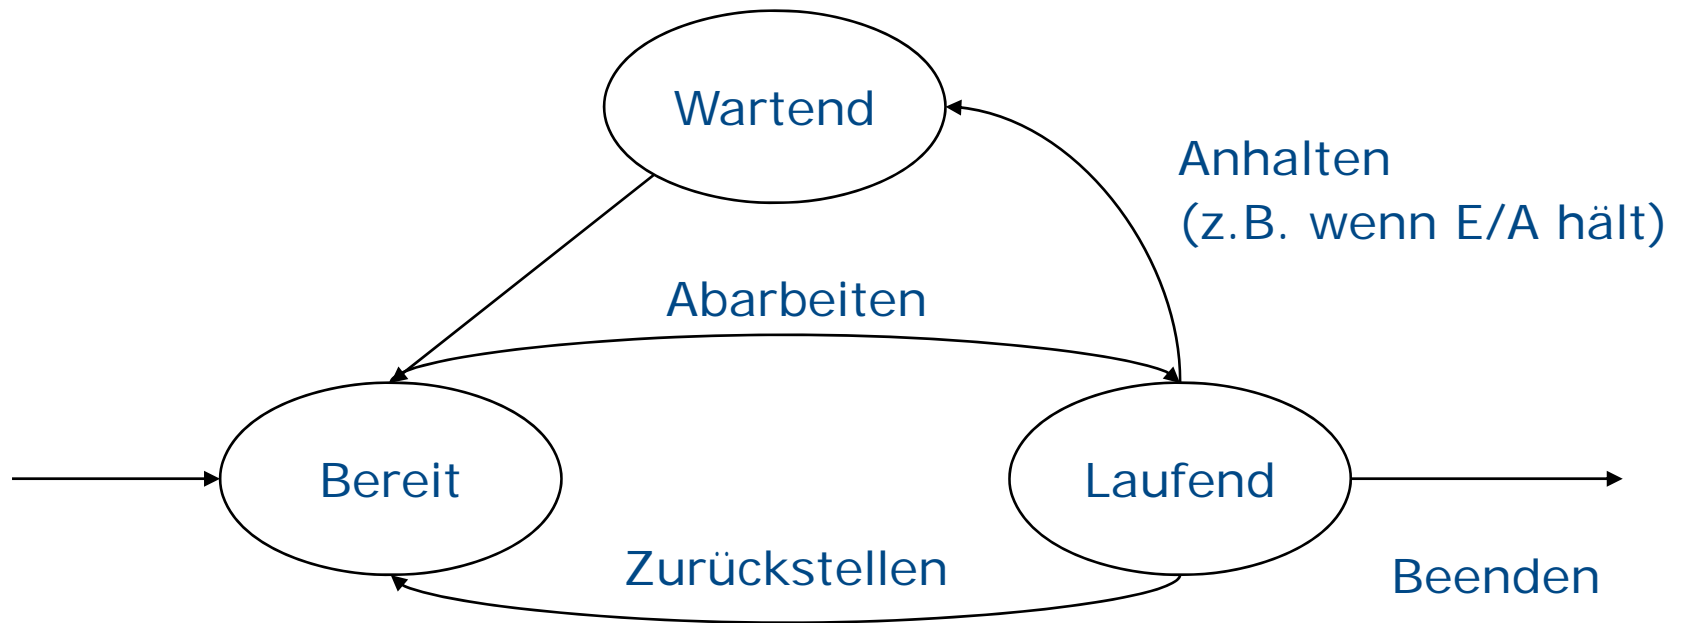 Wartend
Anhalten
(z.B. wenn E/A hält)
Abarbeiten
Bereit
Laufend
Zurückstellen
Beenden